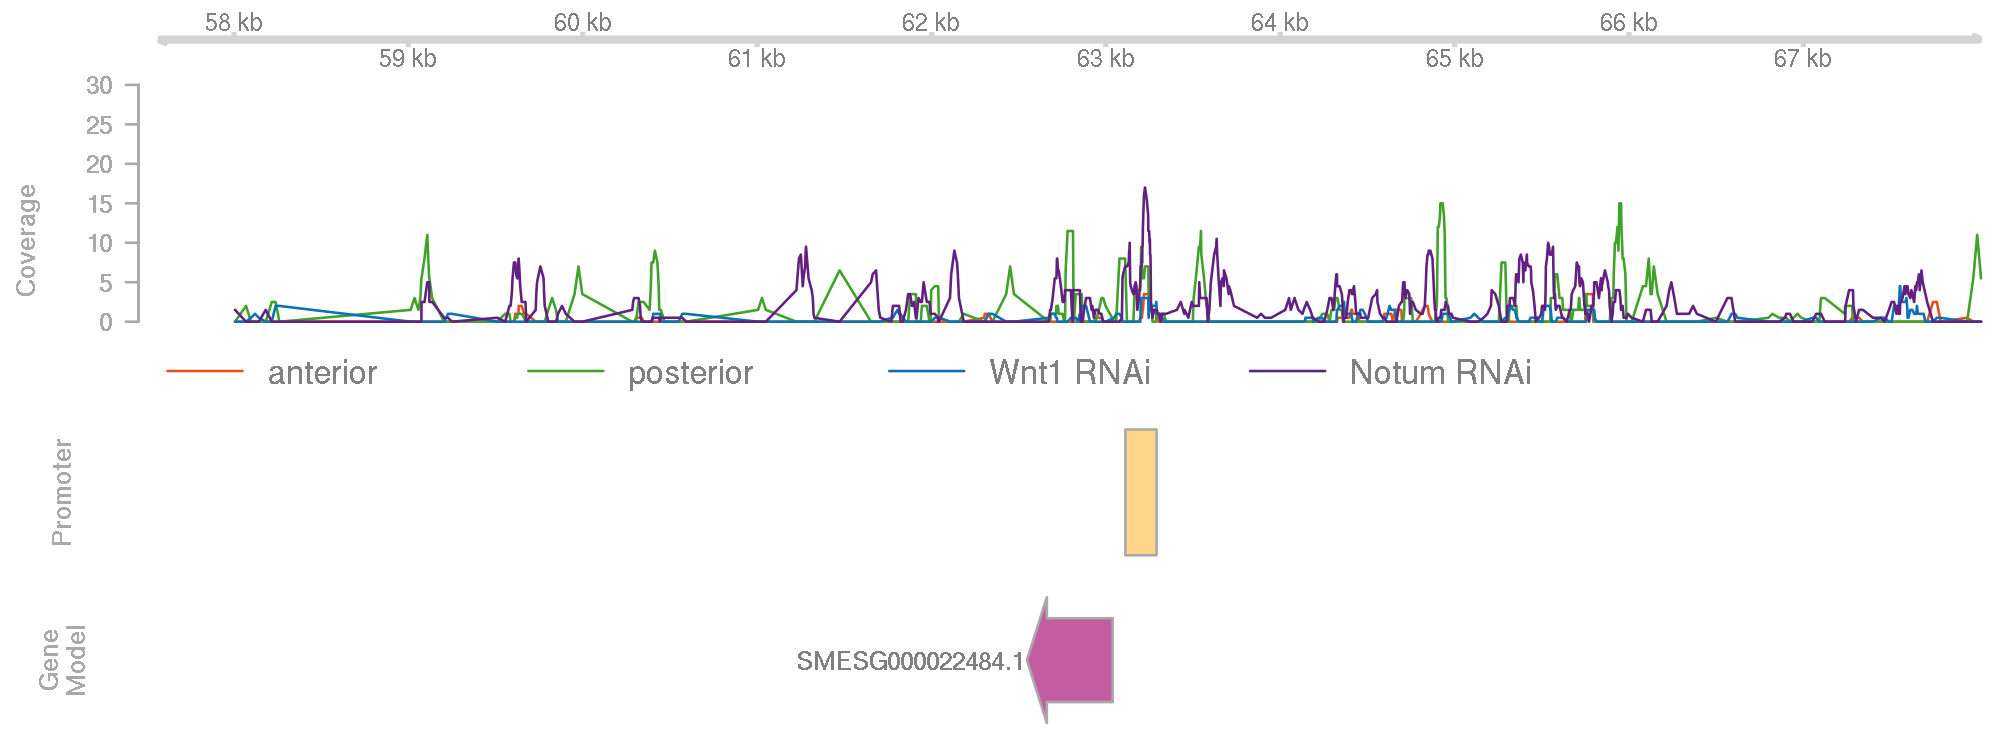 58 kb 60 kb 62 kb 64 kb 66 kb
59 kb 61 kb 63 kb 65 kb 67 kb
Coverage
30
25
20
15
10
5
0
anterior posterior Wnt1 RNAi Notum RNAi
Promoter
Gene
Model
SMESG000022484.1